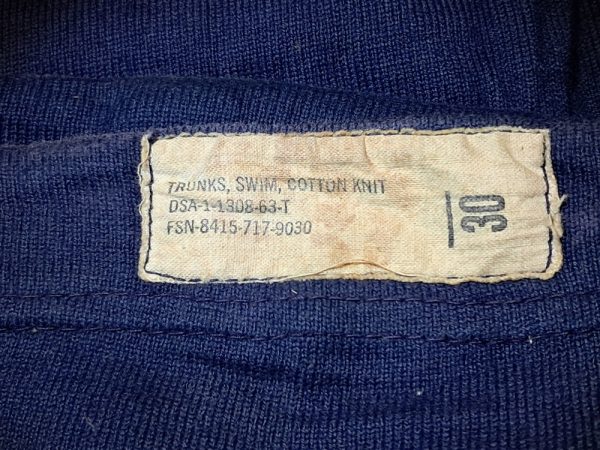 TRUNKS, SWIM, COTTON KNIT
DSA-1-1308-63-T
FSN-8415-717-9030
30